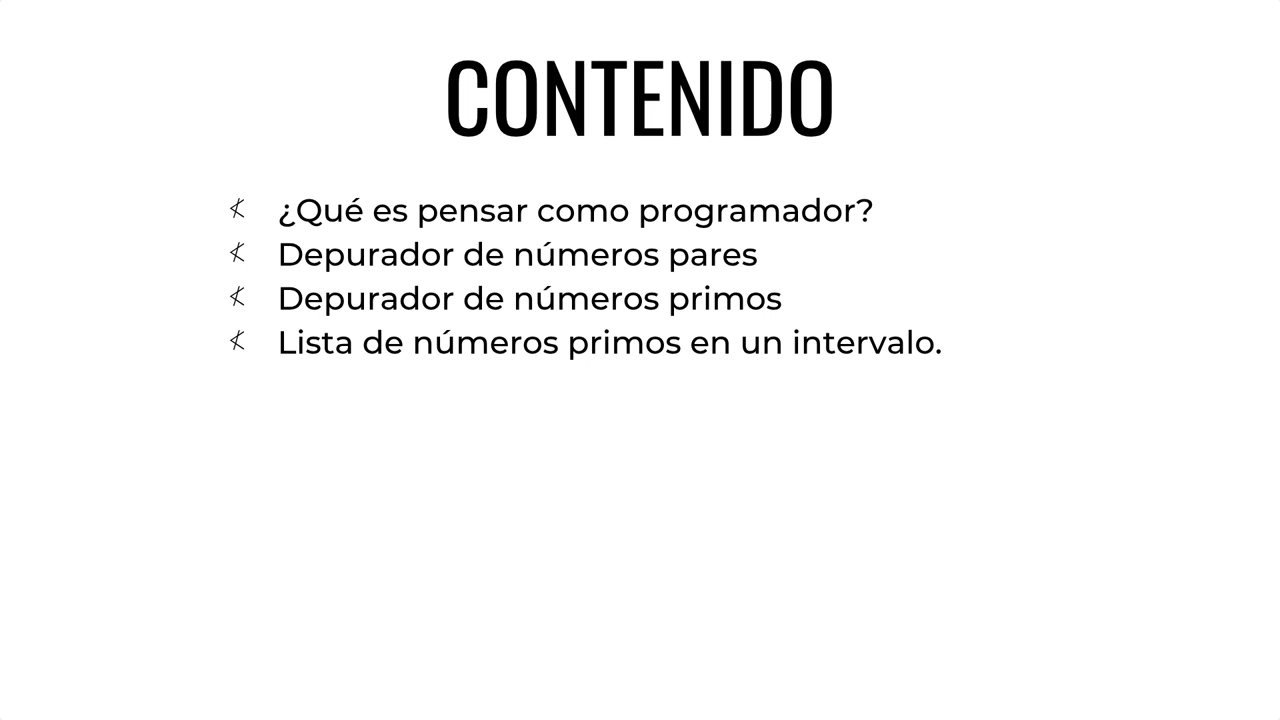 CONTENIDO
¿Qué es pensar como programador?
Depurador de números pares
Depurador de números primos
Lista de números primos en un intervalo.